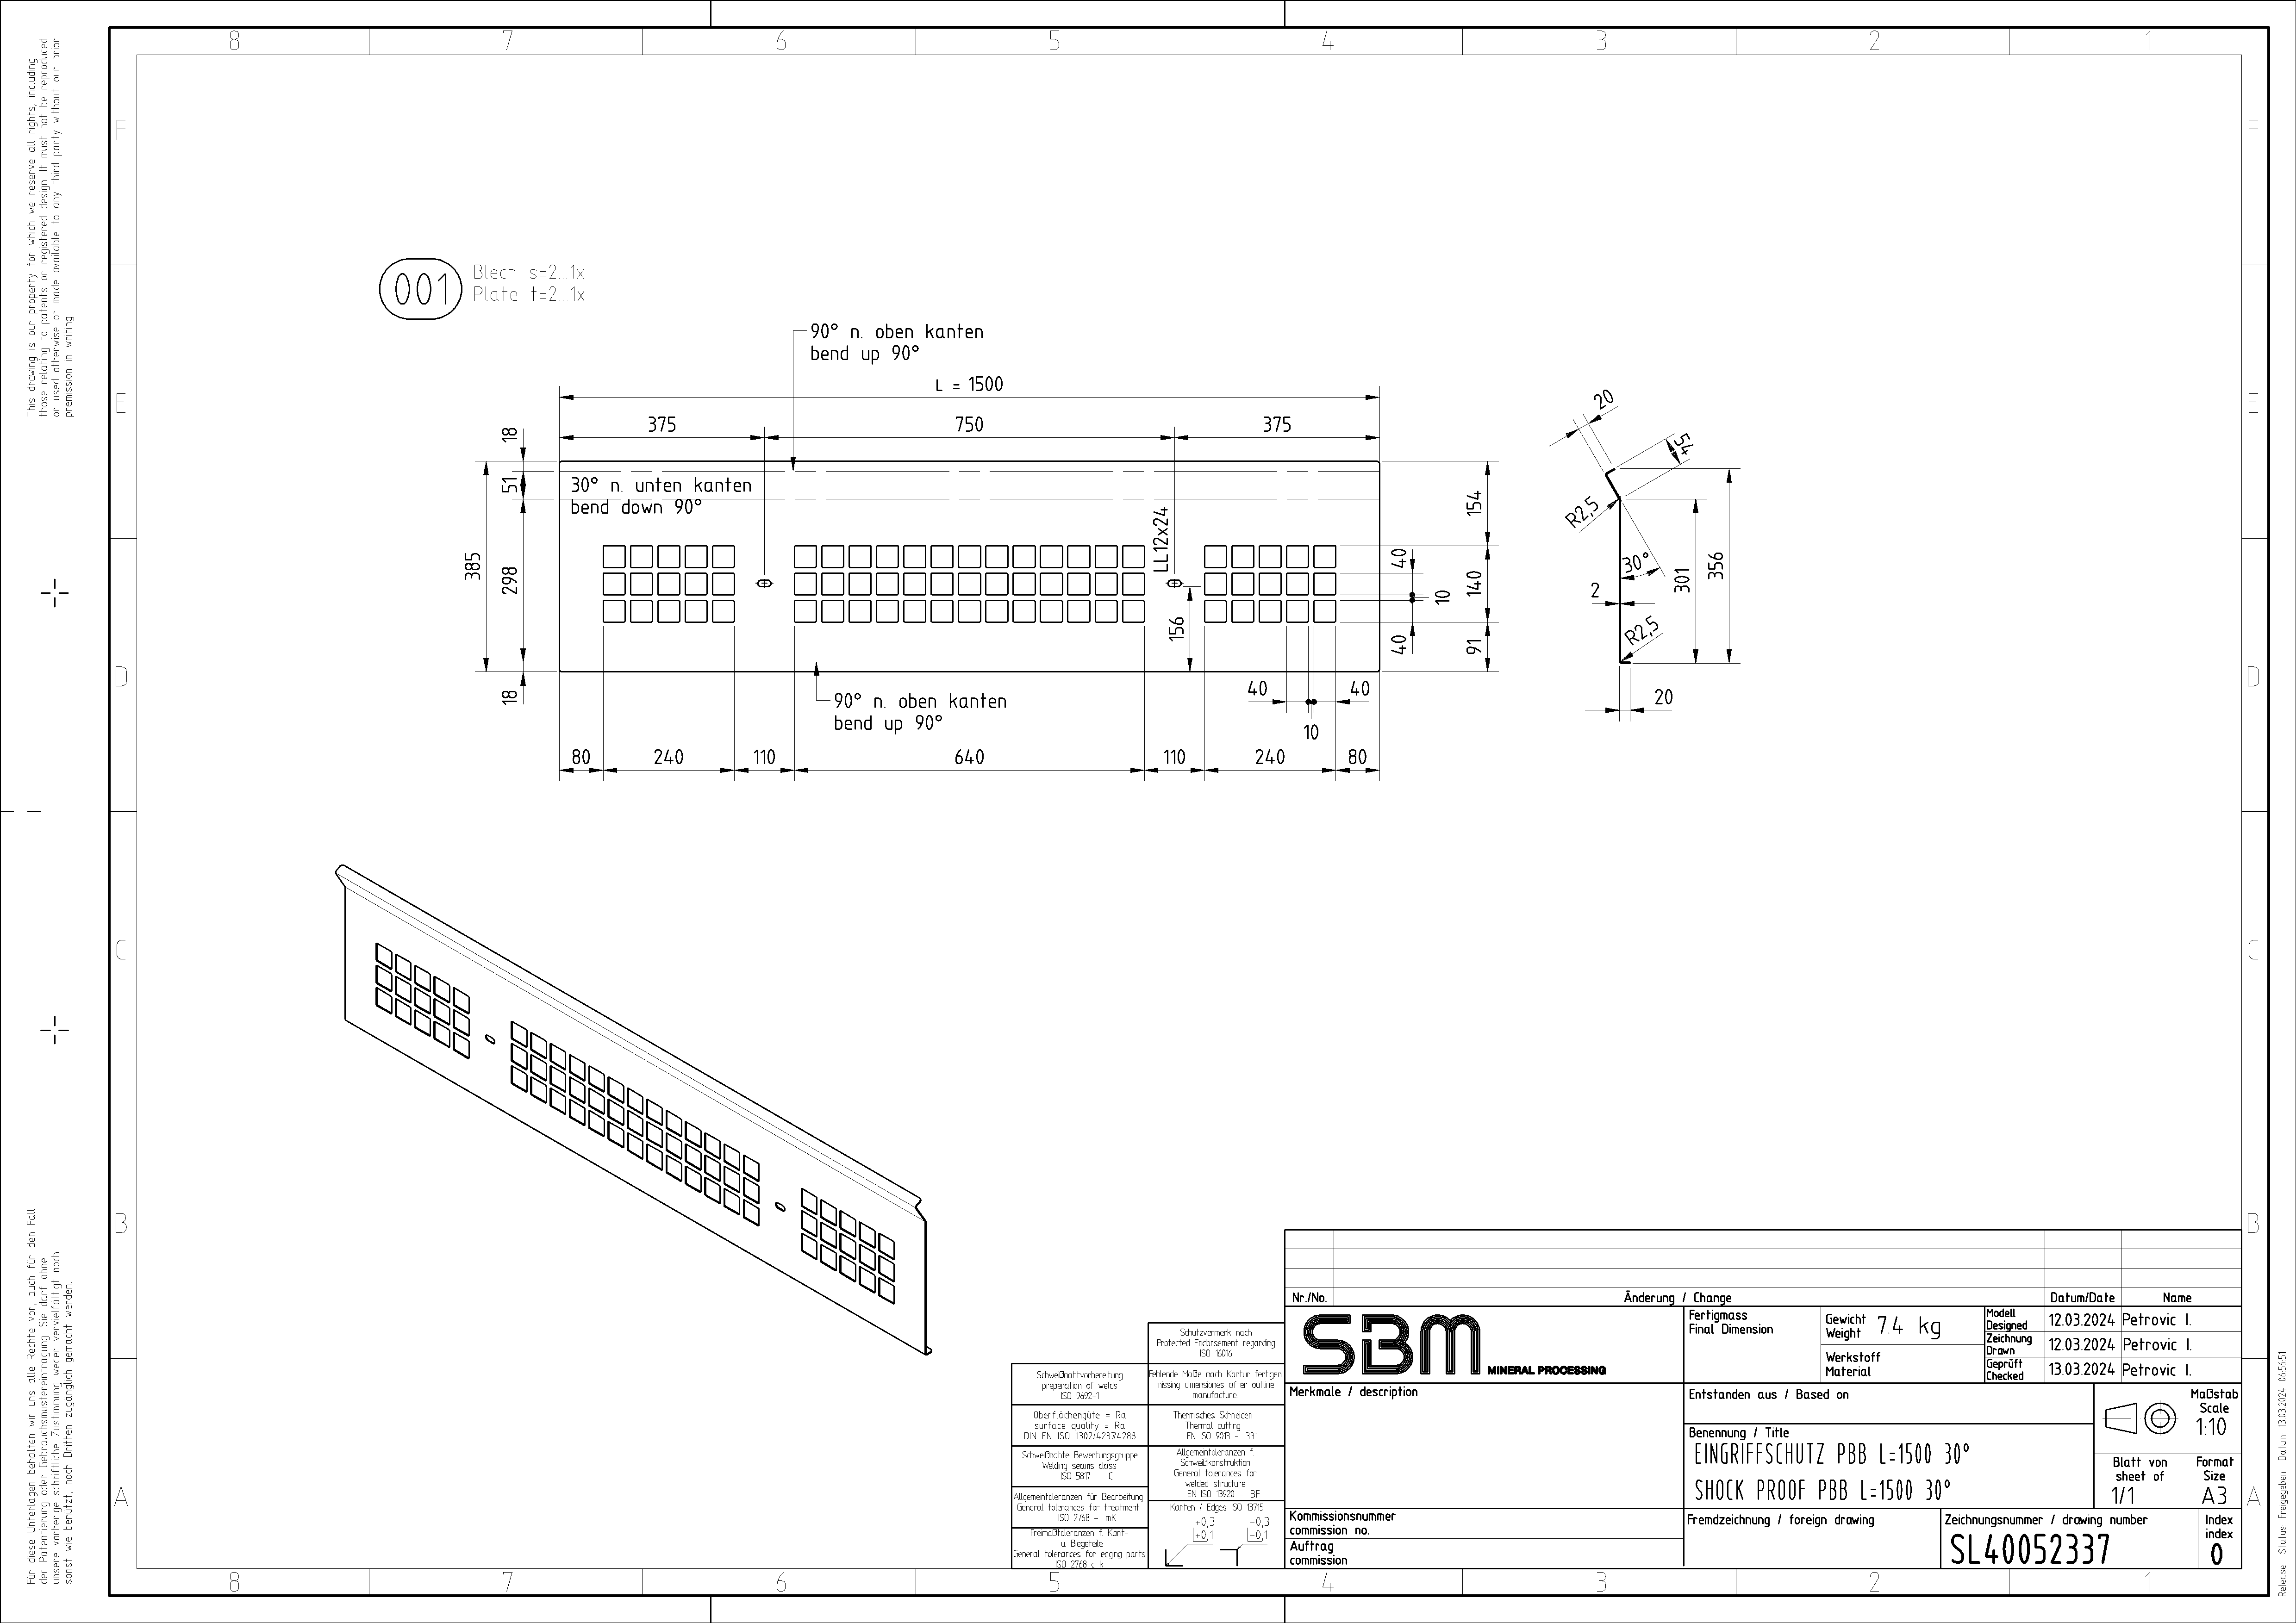 8 7 6 5 4 3 2 1
This drawing is our property for which we reserve all rights, including
those relating to patents or registered design. It must not be reproduced
or used otherwise or made available to any third party without our prior
premission in writing
F F
E E
D D
C C
B B
A A
001
Blech s=2...1x
Plate t=2...1x
90° n. oben kanten
bend up 90°
L = 1500
375 750 375
18
51
30° n. unten kanten
bend down 90°
385
298
18
LL12x24
156
154
140
91
40
10
40
90° n. oben kanten
bend up 90°
40 40
10
80 240 110 640 110 240 80
20
54
R2,5
30°
2
301
356
R2,5
20
Für diese Unterlagen behalten wir uns alle Rechte vor, auch für den Fall
der Patentierung oder Gebrauchsmustereintragung. Sie darf ohne
unsere vorherige schriftliche Zustimmung weder vervielfältigt noch
sonst wie benützt, noch Dritten zugänglich gemacht werden.
Schutzvermerk nach
Protected Endorsement regarding
ISO 16016
Schweißnahtvorbereitung
preperation of welds
ISO 9692-1
Fehlende Maße nach Kontur fertigen
missing dimensiones after outline
manufacture.
Oberflächengüte = Ra
surface quality = Ra
DIN EN ISO 1302/4287/4288
Thermisches Schneiden
Thermal cutting
EN ISO 9013 - 331
Schweißnähte Bewertungsgruppe
Welding seams class
ISO 5817 - C
Allgementoleranzen f.
Schweißkonstruktion
General tolerances for
welded structure
EN ISO 13920 - BF
Allgementoleranzen für Bearbeitung
General tolerances for treatment
ISO 2768 - mK
Kanten / Edges ISO 13715
+0,3 -0,3
+0,1 -0,1
Freimaßtoleranzen f. Kant-
u. Biegeteile
General tolerances for edging parts
ISO 2768 c k
Nr./No. Änderung / Change Datum/Date Name
SBM
MINERAL PROCESSING
Fertigmass
Final Dimension
Gewicht
Weight 7.4 kg
Werkstoff
Material
Modell
Designed 12.03.2024 Petrovic I.
Zeichnung
Drawn 12.03.2024 Petrovic I.
Geprüft
Checked 13.03.2024 Petrovic I.
Merkmale / description
Entstanden aus / Based on
Maßstab
Scale
1:10
Benennung / Title
EINGRIFFSCHUTZ PBB L=1500 30°
SHOCK PROOF PBB L=1500 30°
Blatt von
sheet of
1/1
Format
Size
A3
Kommissionsnummer
commission no.
Auftrag
commission
Fremdzeichnung / foreign drawing
Zeichnungsnummer / drawing number
SL40052337
Index
index
0
Release Status: Freigegeben Datum: 13.03.2024 06:56:51
8 7 6 5 4 3 2 1